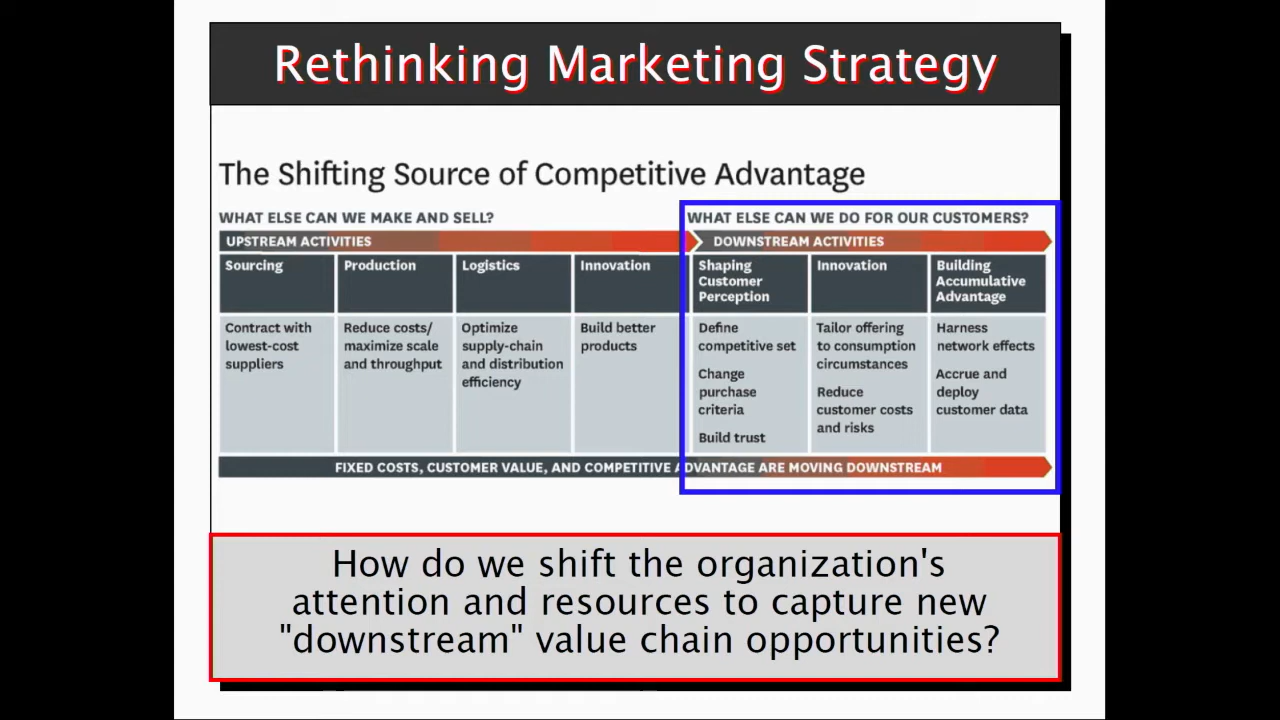 Rethinking Marketing Strategy
The Shifting Source of Competitive Advantage
WHAT ELSE CAN WE MAKE AND SELL?
UPSTREAM ACTIVITIES
Sourcing
Contract with
lowest-cost
suppliers
Production
Reduce costs/
maximize scale
and throughput
Logistics
Optimize
supply-chain
and distribution
efficiency
Innovation
Build better
products
WHAT ELSE CAN WE DO FOR OUR CUSTOMERS?
DOWNSTREAM ACTIVITIES
Shaping
Customer
Perception
Define
competitive set
Change
purchase
criteria
Build trust
Innovation
Tailor offering
to consumption
circumstances
Reduce
customer costs
and risks
Building
Accumulative
Advantage
Harness
network effects
Accrue and
deploy
customer data
FIXED COSTS, CUSTOMER VALUE, AND COMPETITIVE ADVANTAGE ARE MOVING DOWNSTREAM
How do we shift the organization's
attention and resources to capture new
"downstream" value chain opportunities?